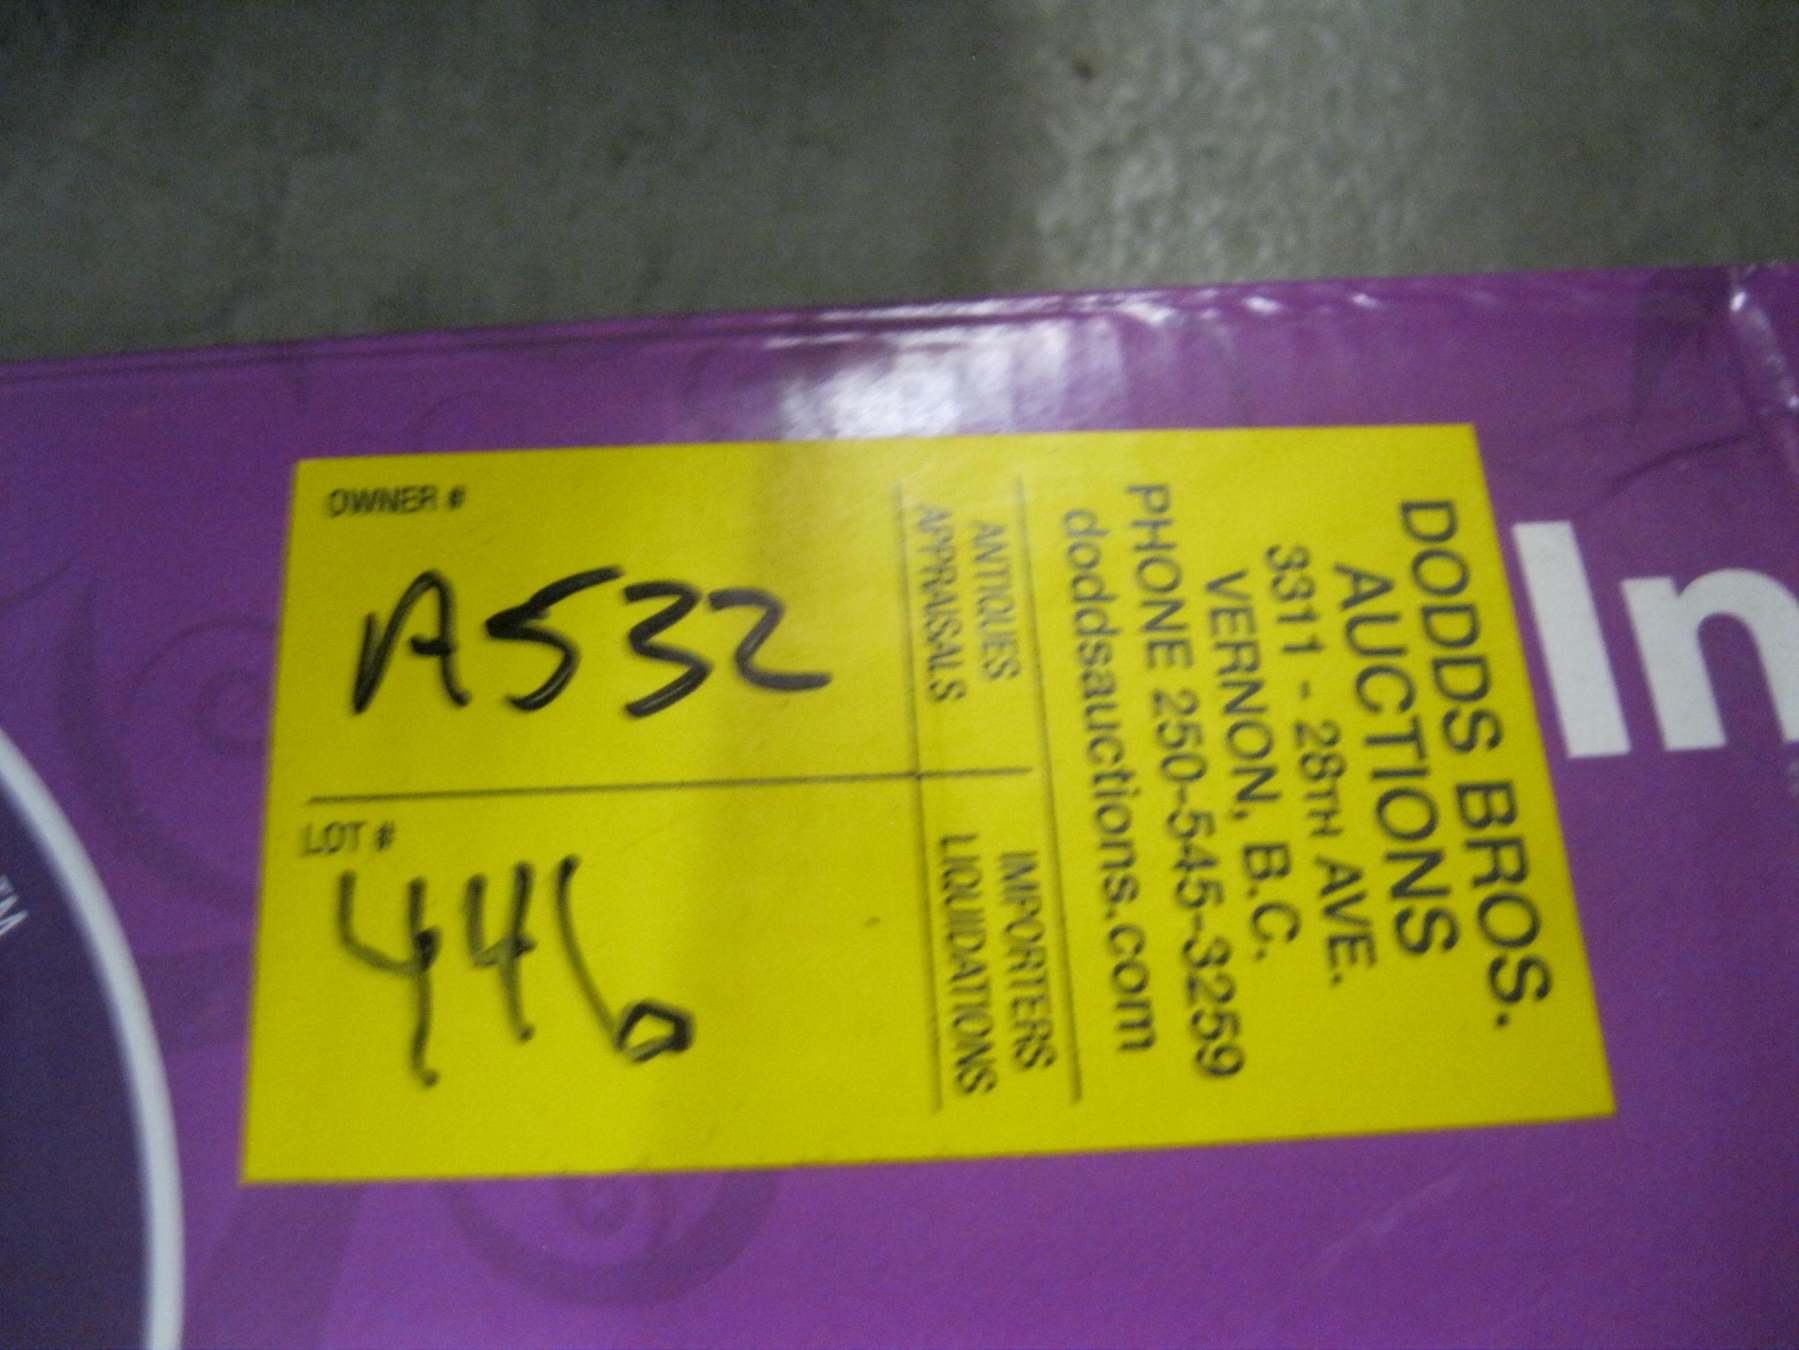 OWNER #
A532
LOT #
446
ANTIQUES
APPRAISALS
IMPORTERS
LIQUIDATIONS
DODDS BROS.
AUCTIONS
3311 - 28TH AVE.
VERNON, B.C.
PHONE 250-545-3259
doddsauctions.com
In
TM